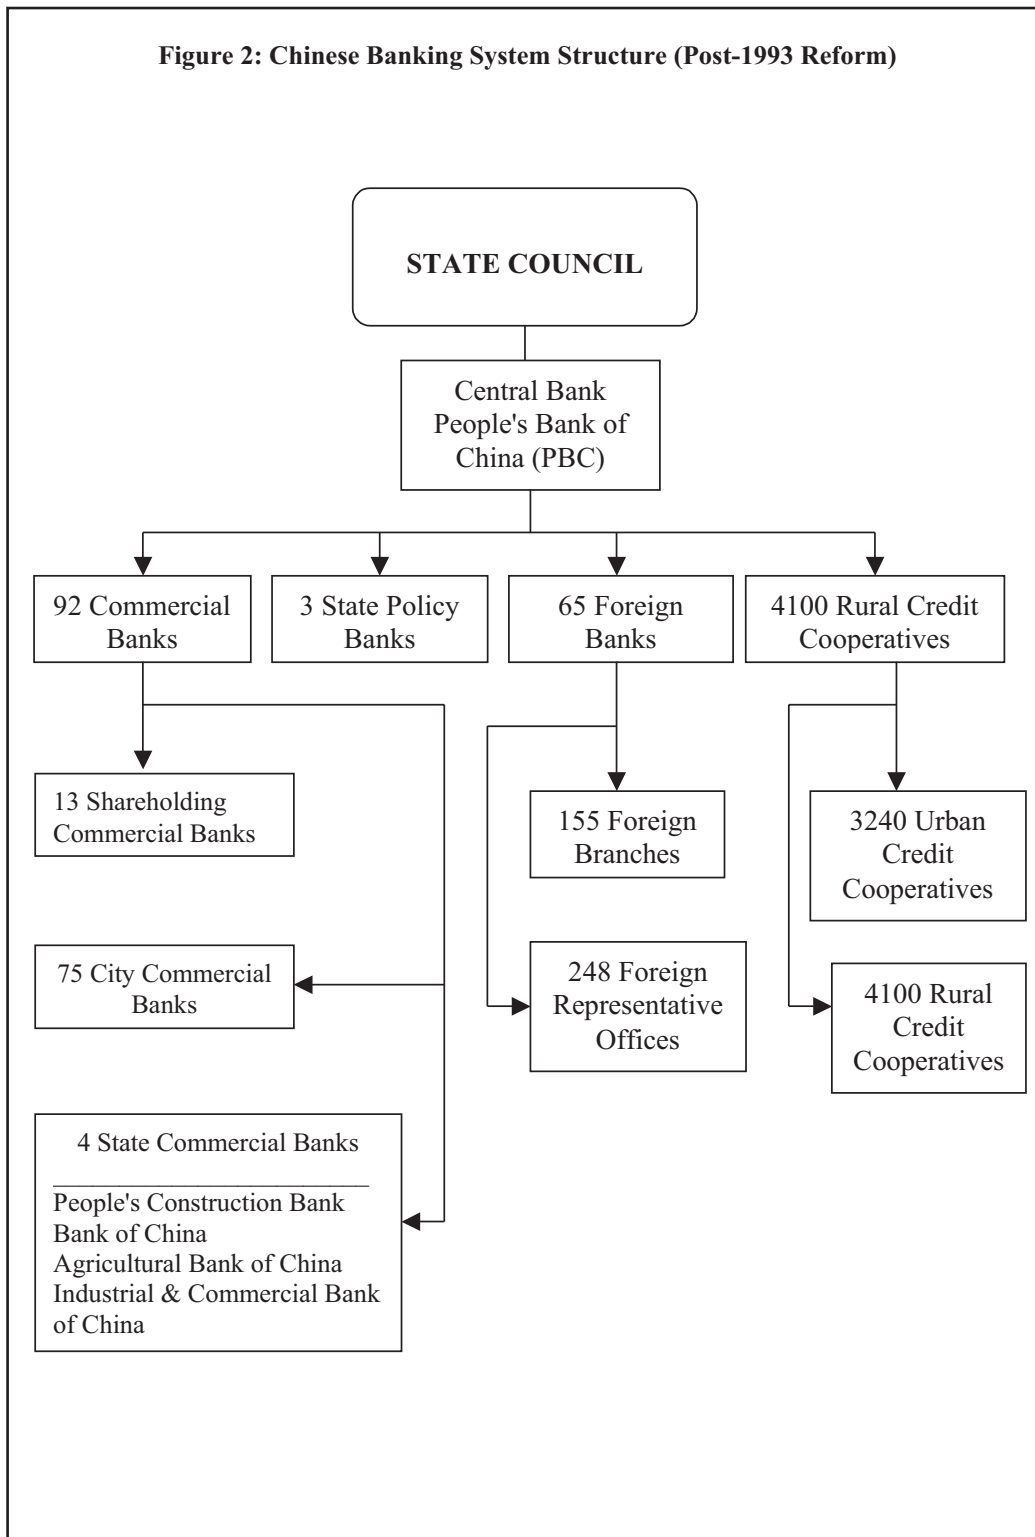 Figure 2: Chinese Banking System Structure (Post-1993 Reform)
STATE COUNCIL
Central Bank
People's Bank of
China (PBC)
92 Commercial
Banks
3 State Policy
Banks
65 Foreign
Banks
4100 Rural Credit
Cooperatives
13 Shareholding
Commercial Banks
155 Foreign
Branches
3240 Urban
Credit
Cooperatives
75 City Commercial
Banks
248 Foreign
Representative
Offices
4100 Rural
Credit
Cooperatives
4 State Commercial Banks
People's Construction Bank
Bank of China
Agricultural Bank of China
Industrial & Commercial Bank
of China